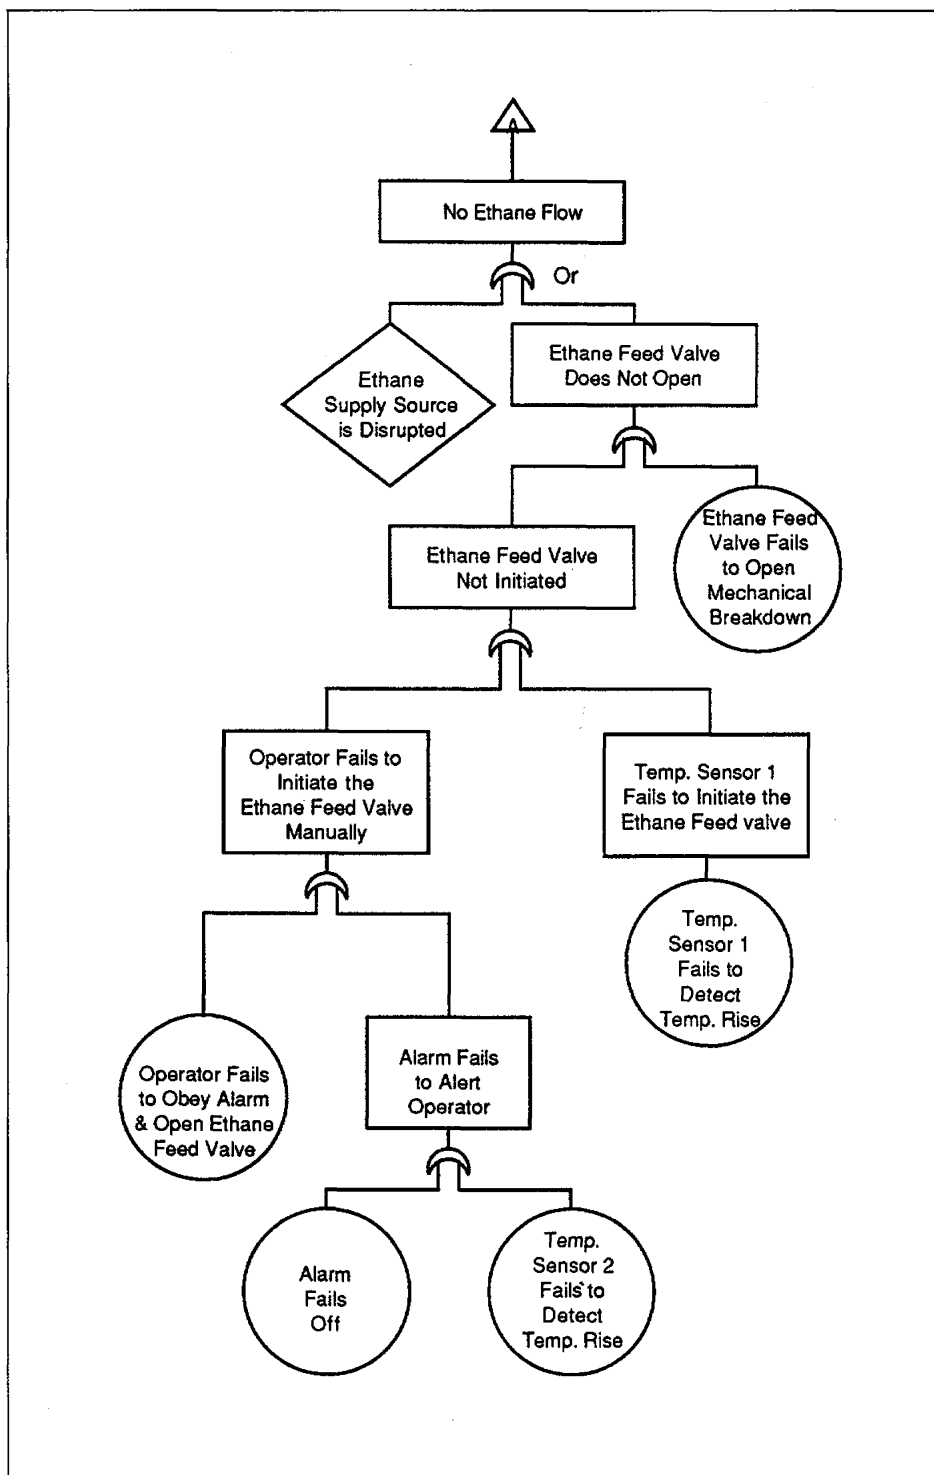 No Ethane Flow
Or
Ethane
Supply Source
is Disrupted
Ethane Feed Valve
Does Not Open
Ethane Feed Valve
Not Initiated
Ethane Feed
Valve Fails
to Open
Mechanical
Breakdown
Operator Fails to
Initiate the
Ethane Feed Valve
Manually
Temp. Sensor 1
Fails to Initiate the
Ethane Feed valve
Temp.
Sensor 1
Fails to
Detect
Temp. Rise
Operator Fails
to Obey Alarm
& Open Ethane
Feed Valve
Alarm Fails
to Alert
Operator
Alarm
Fails
Off
Temp.
Sensor 2
Fails to
Detect
Temp. Rise